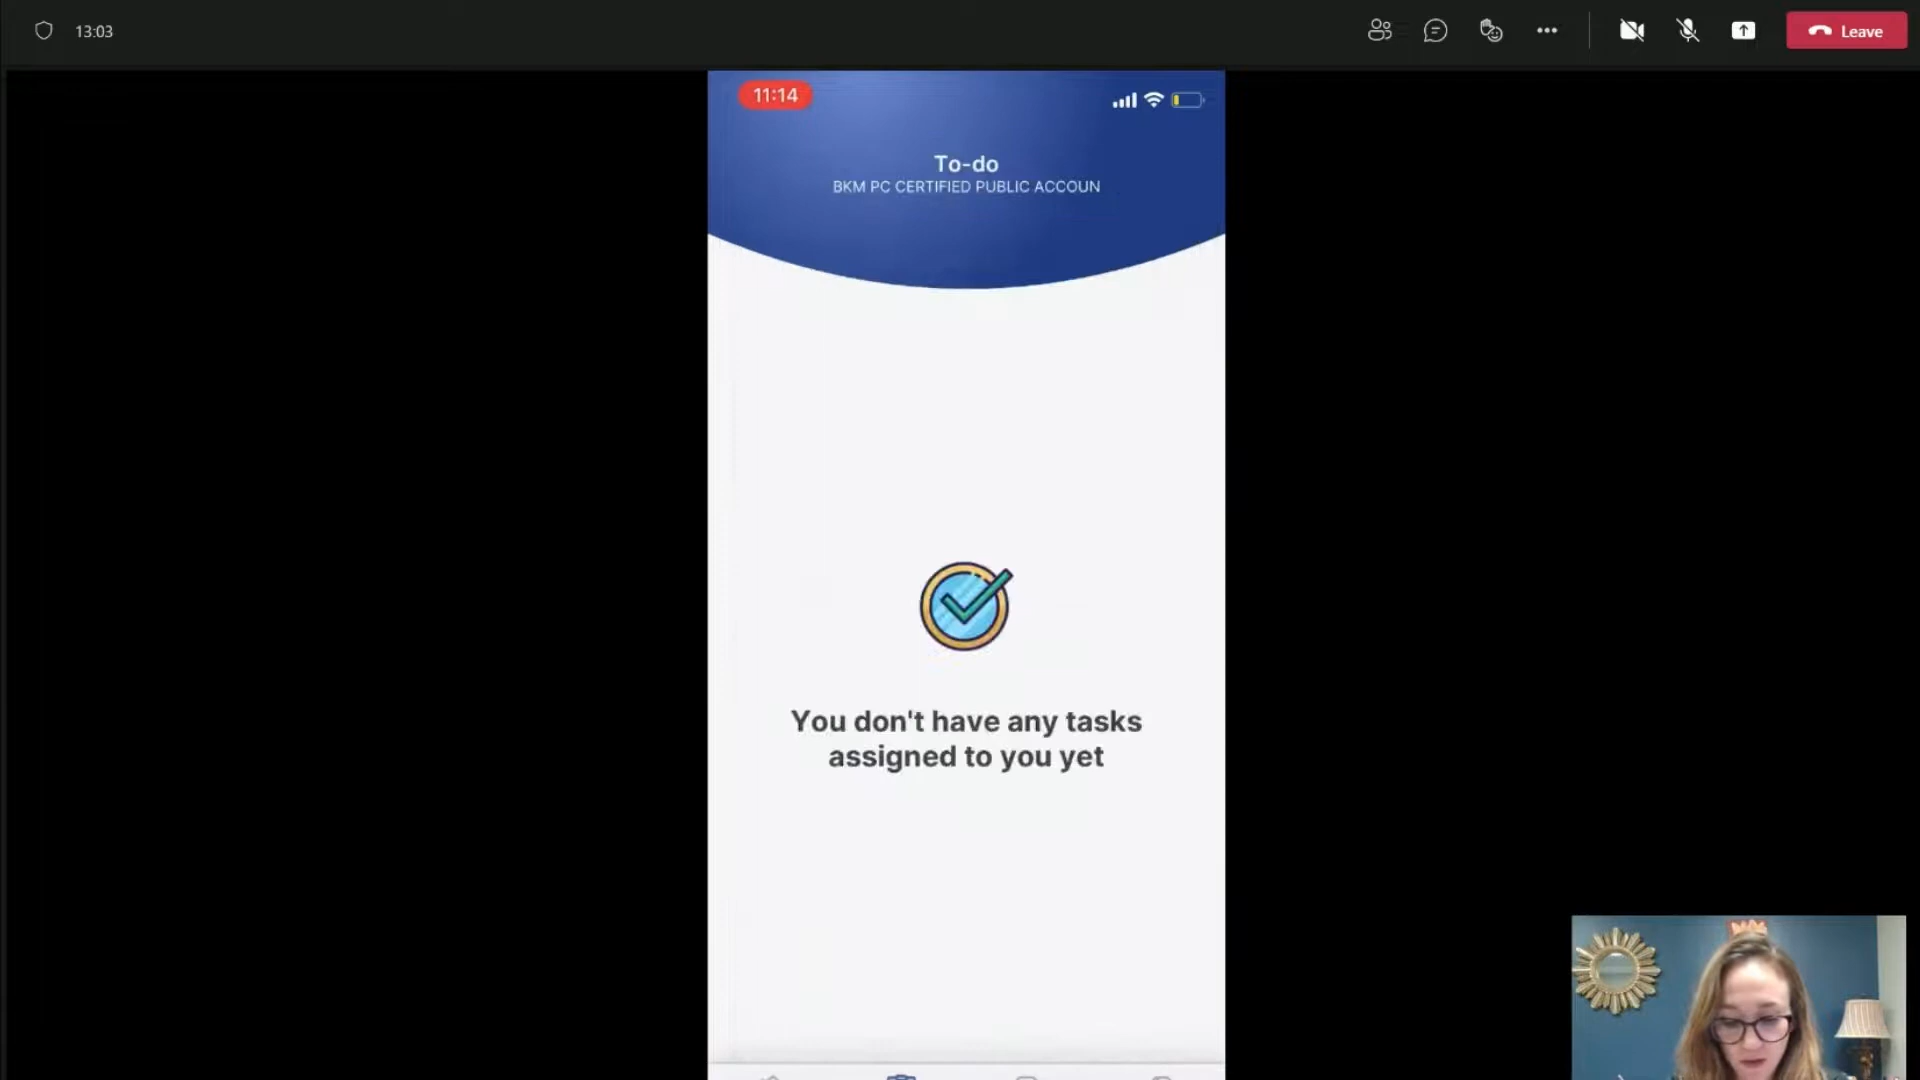 13:03
Leave
11:14
To-do
BKM PC CERTIFIED PUBLIC ACCOUN
You don't have any tasks
assigned to you yet